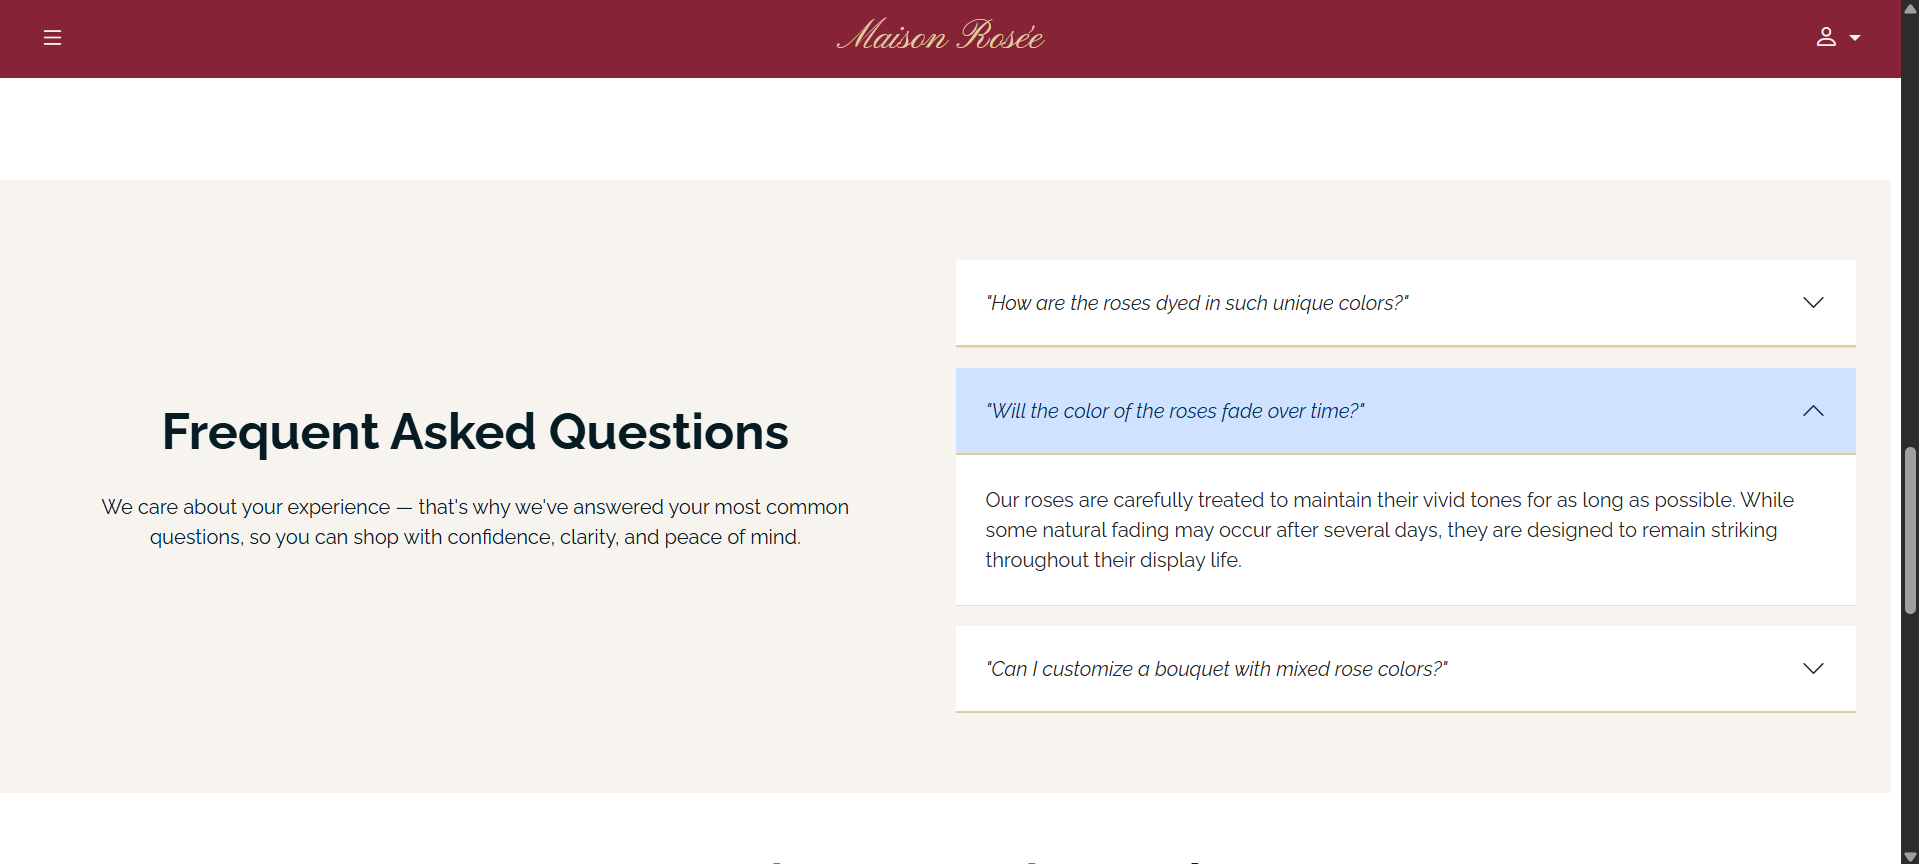 Maison Rosée
Frequent Asked Questions
We care about your experience — that's why we've answered your most common
questions, so you can shop with confidence, clarity, and peace of mind.
"How are the roses dyed in such unique colors?"
"Will the color of the roses fade over time?"
Our roses are carefully treated to maintain their vivid tones for as long as possible. While
some natural fading may occur after several days, they are designed to remain striking
throughout their display life.
"Can I customize a bouquet with mixed rose colors?"